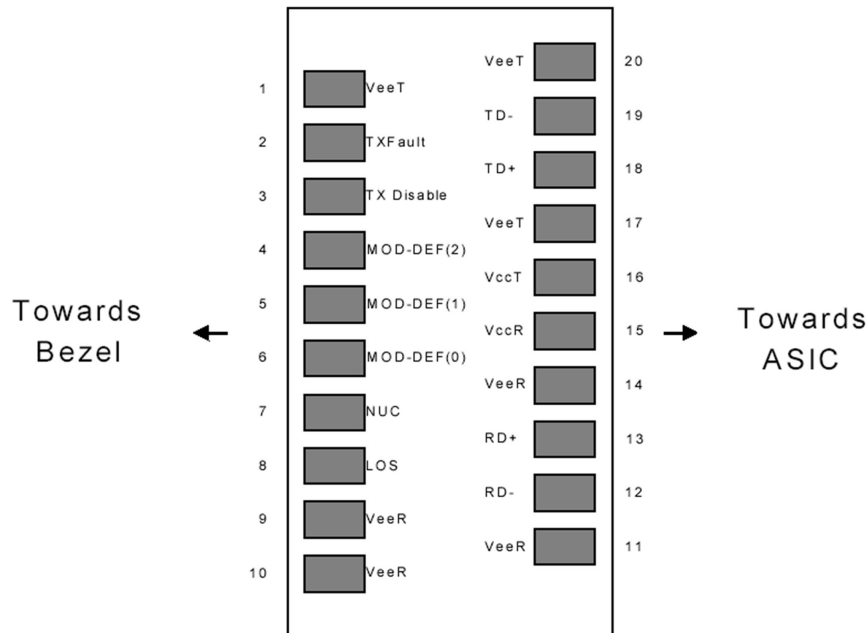 VeeT 20
1 VeeT
TD- 19
2 TXFault
TD+ 18
3 TX Disable
VeeT 17
4 MOD-DEF(2)
VccT 16
5 MOD-DEF(1)
Towards
Bezel
VccR 15
Towards
ASIC
6 MOD-DEF(0)
VeeR 14
7 NUC
RD+ 13
8 LOS
RD- 12
9 VeeR
VeeR 11
10 VeeR